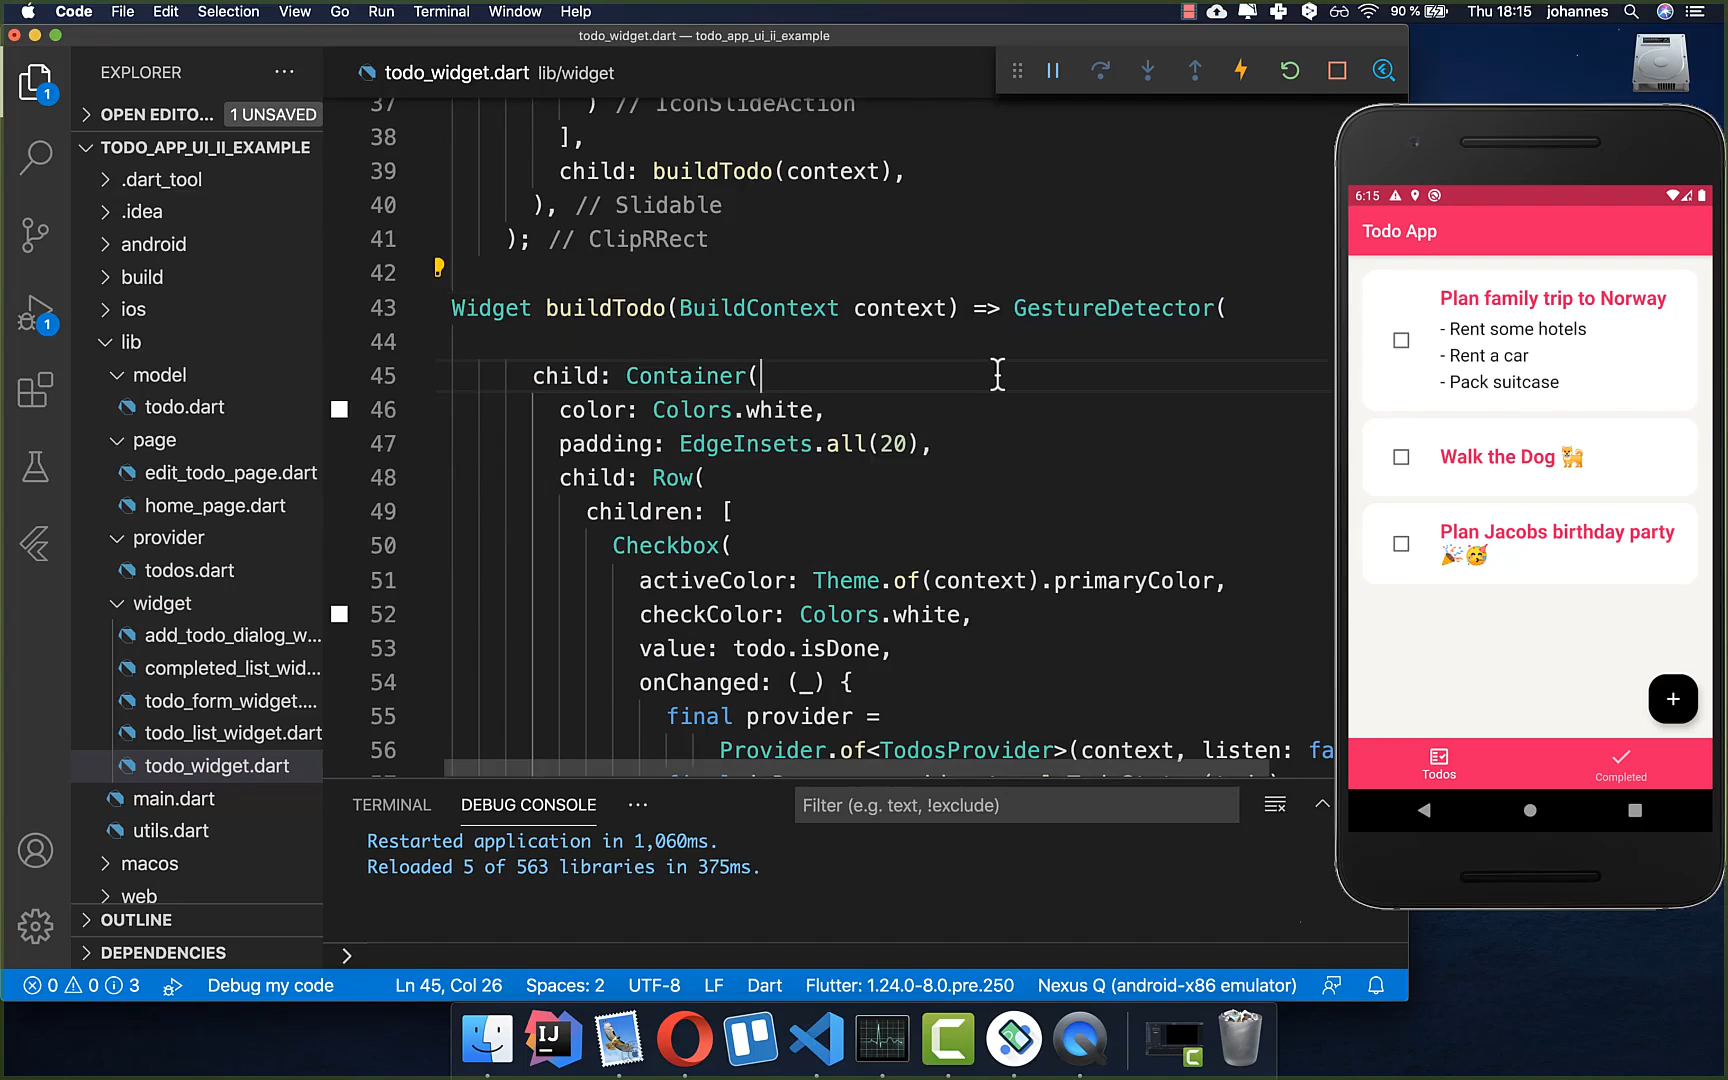 Code File Edit Selection View Go Run Terminal Window Help
90 % Thu 18:15 johannes
todo_widget.dart — todo_app_ui_ii_example
EXPLORER
OPEN EDITO... 1 UNSAVED
TODO_APP_UI_II_EXAMPLE
.dart_tool
.idea
android
build
ios
lib
model
todo.dart
page
edit_todo_page.dart
home_page.dart
provider
todos.dart
widget
add_todo_dialog_w...
completed_list_wid...
todo_form_widget....
todo_list_widget.dart
todo_widget.dart
main.dart
utils.dart
macos
web
OUTLINE
DEPENDENCIES
1
1
todo_widget.dart lib/widget
37 ) // IconSlideAction
38 ],
39 child: buildTodo(context),
40 ), // Slidable
41 ); // ClipRRect
42
43 Widget buildTodo(BuildContext context) => GestureDetector(
44
45 child: Container(
46 color: Colors.white,
47 padding: EdgeInsets.all(20),
48 child: Row(
49 children: [
50 Checkbox(
51 activeColor: Theme.of(context).primaryColor,
52 checkColor: Colors.white,
53 value: todo.isDone,
54 onChanged: (_) {
55 final provider =
56 Provider.of<TodosProvider>(context, listen: fa
TERMINAL DEBUG CONSOLE ... Filter (e.g. text, !exclude)
Restarted application in 1,060ms.
Reloaded 5 of 563 libraries in 375ms.
0 0 3 Debug my code Ln 45, Col 26 Spaces: 2 UTF-8 LF Dart Flutter: 1.24.0-8.0.pre.250 Nexus Q (android-x86 emulator)
6:15
Todo App
Plan family trip to Norway
- Rent some hotels
- Rent a car
- Pack suitcase
Walk the Dog 🐕
Plan Jacobs birthday party
🎉🥳
+
Todos
Completed
IJ
C
C